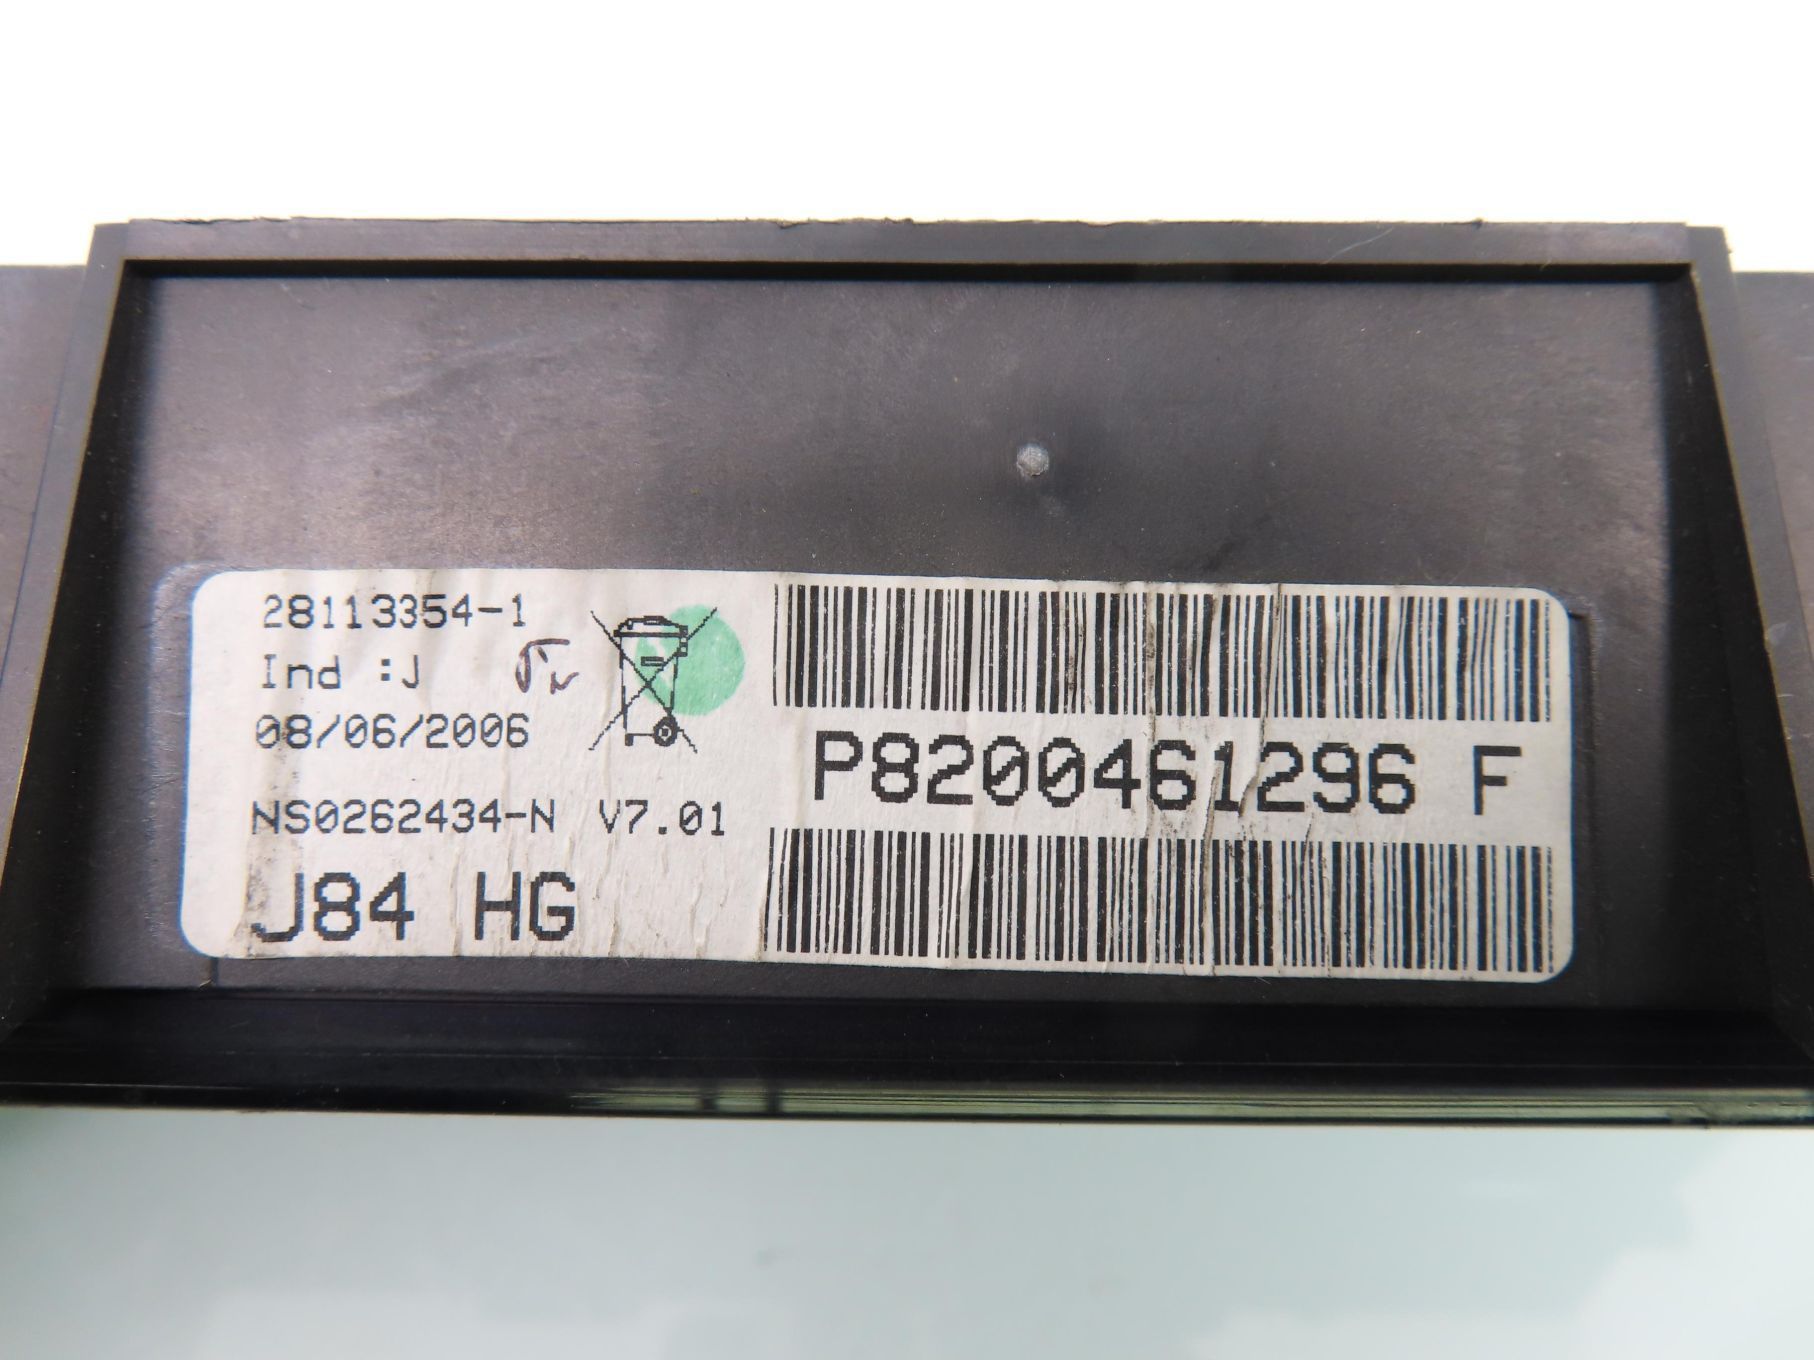 28113354-1
Ind :J
08/06/2006
NS0262434-N V7.01
J84 HG
P8200461296 F